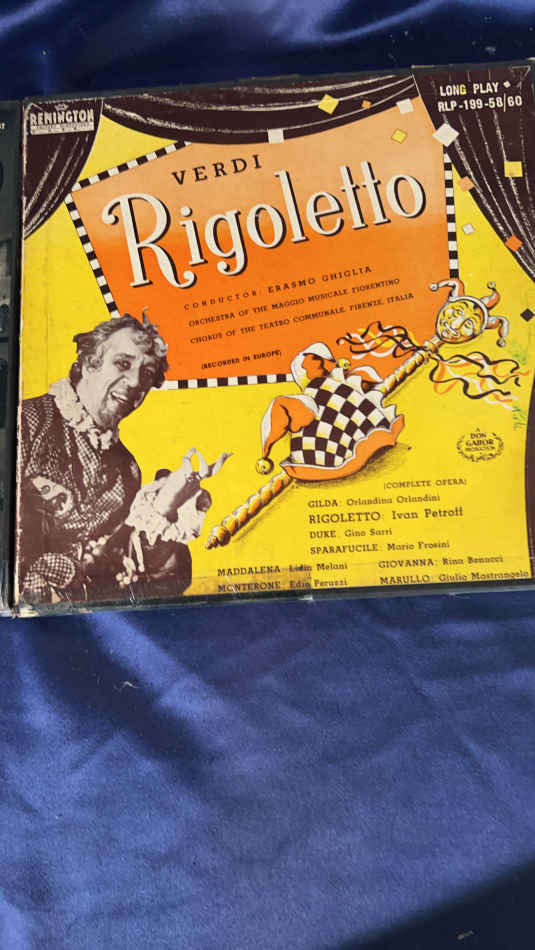 REMINGTON
LONG PLAY
RLP-199-58/60
VERDI
Rigoletto
CONDUCTOR: ERASMO GHIGLIA
ORCHESTRA OF THE MAGGIO MUSICALE FIORENTINO
CHORUS OF THE TEATRO COMMUNALE, FIRENZE, ITALIA
(RECORDED IN EUROPE)
A
DON
GABOR
PRODUCTION
(COMPLETE OPERA)
GILDA: Orlandina Orlandini
RIGOLETTO: Ivan Petroff
DUKE: Gino Sarri
SPARAFUCILE: Mario Frosini
MADDALENA: Lidia Melani GIOVANNA: Rina Benucci
MONTERONE: Edio Peruzzi MARULLO: Giulio Mastrangelo